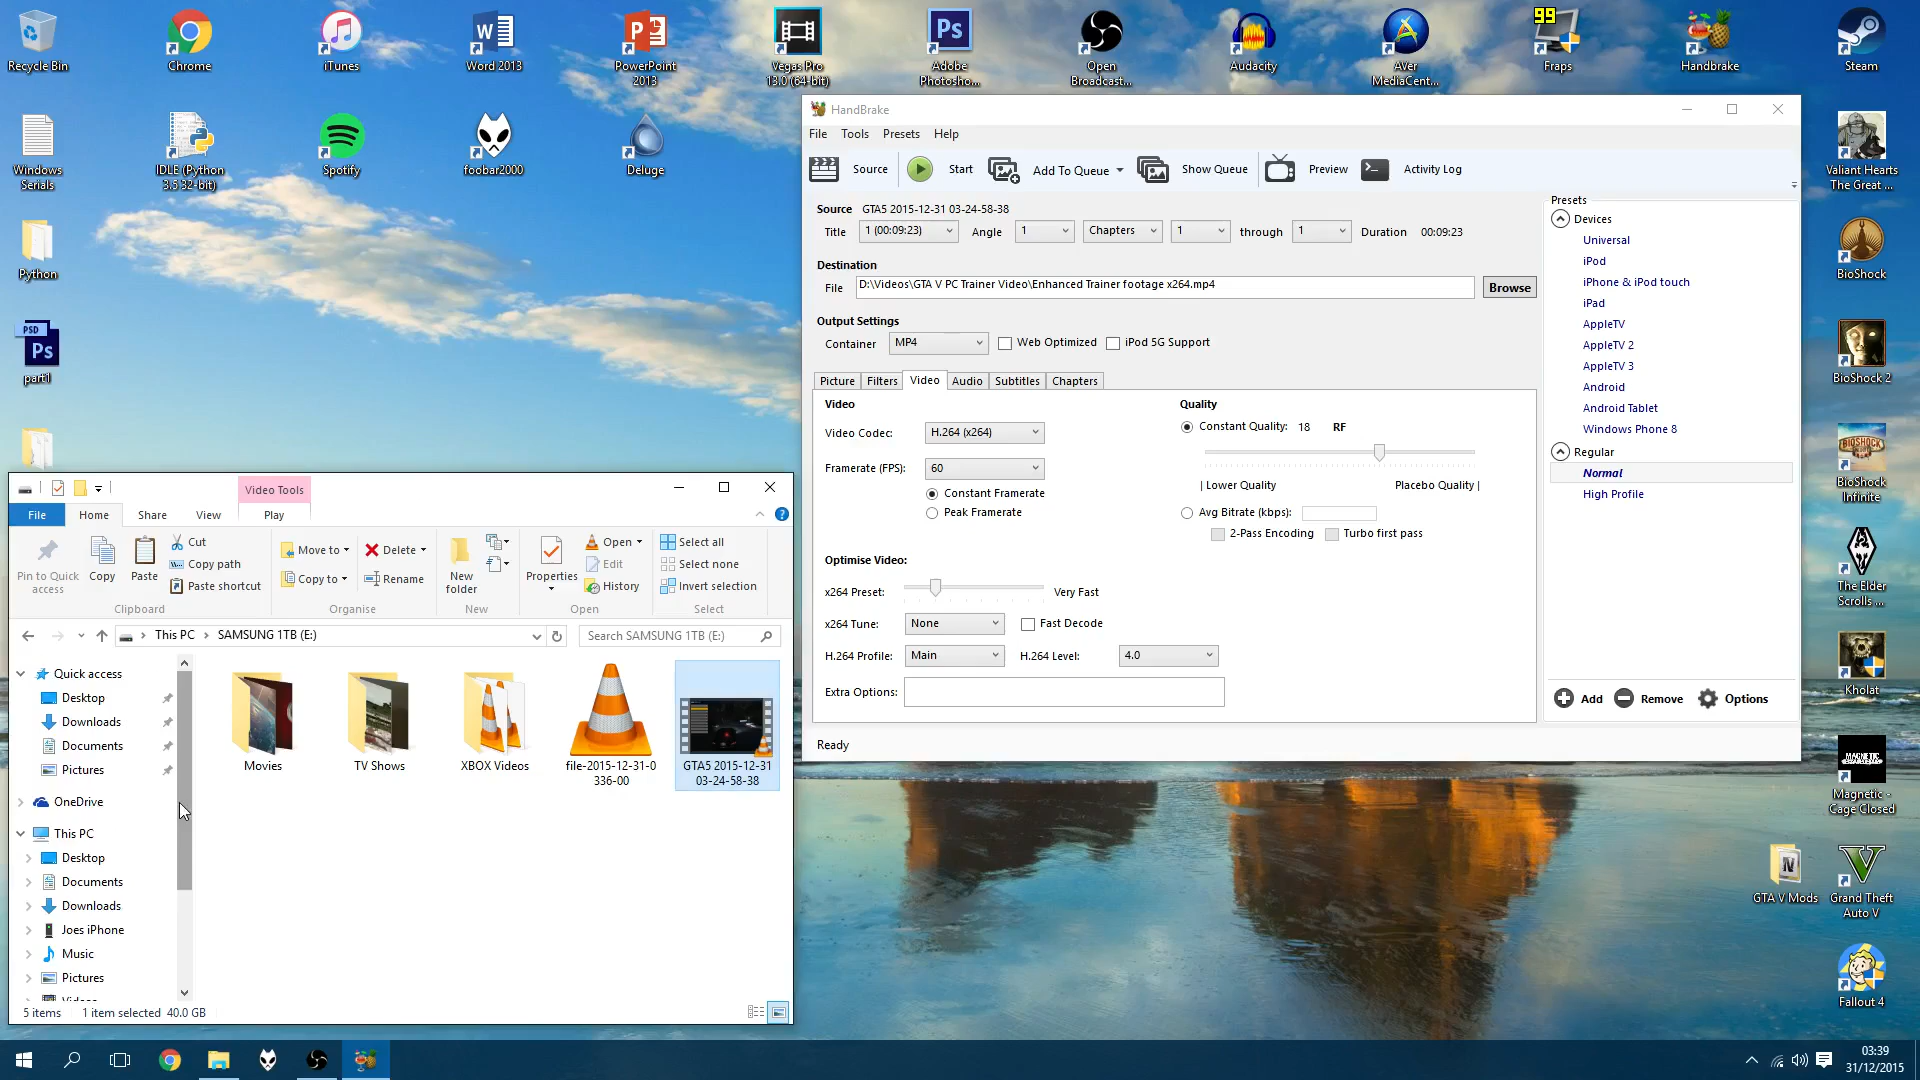 Recycle Bin
Chrome
iTunes
Word 2013
PowerPoint
2013
Vegas Pro
13.0 (64-bit)
Adobe
Photosho...
Open
Broadcast...
Audacity
AVer
MediaCent...
99
Fraps
Handbrake
Steam
Windows
Serials
IDLE (Python
3.5 32-bit)
Spotify
foobar2000
Deluge
Python
PSD
Ps
part1
HandBrake
File Tools Presets Help
Source Start Add To Queue Show Queue Preview Activity Log
Source GTA5 2015-12-31 03-24-58-38
Title 1 (00:09:23) Angle 1 Chapters 1 through 1 Duration 00:09:23
Destination
File D:\Videos\GTA V PC Trainer Video\Enhanced Trainer footage x264.mp4 Browse
Output Settings
Container MP4 Web Optimized iPod 5G Support
Picture Filters Video Audio Subtitles Chapters
Video
Video Codec: H.264 (x264)
Framerate (FPS): 60
Constant Framerate
Peak Framerate
Quality
Constant Quality: 18 RF
| Lower Quality Placebo Quality |
Avg Bitrate (kbps):
2-Pass Encoding Turbo first pass
Optimise Video:
x264 Preset: Very Fast
x264 Tune: None Fast Decode
H.264 Profile: Main H.264 Level: 4.0
Extra Options:
Ready
Presets
Devices
Universal
iPod
iPhone & iPod touch
iPad
AppleTV
AppleTV 2
AppleTV 3
Android
Android Tablet
Windows Phone 8
Regular
Normal
High Profile
Add Remove Options
Valiant Hearts
The Great ...
BioShock
BioShock 2
BioShock
Infinite
The Elder
Scrolls ...
Kholat
Magnetic -
Cage Closed
GTA V Mods
Grand Theft
Auto V
Fallout 4
Video Tools
File Home Share View Play
Pin to Quick
access
Copy
Paste
Cut
Copy path
Paste shortcut
Clipboard
Move to
Copy to
Delete
Rename
Organise
New
folder
New
Properties
Open
Edit
History
Open
Select all
Select none
Invert selection
Select
This PC SAMSUNG 1TB (E:)
Search SAMSUNG 1TB (E:)
Quick access
Desktop
Downloads
Documents
Pictures
OneDrive
This PC
Desktop
Documents
Downloads
Joes iPhone
Music
Pictures
Movies
TV Shows
XBOX Videos
file-2015-12-31-0
336-00
GTA5 2015-12-31
03-24-58-38
5 items 1 item selected 40.0 GB
03:39
31/12/2015